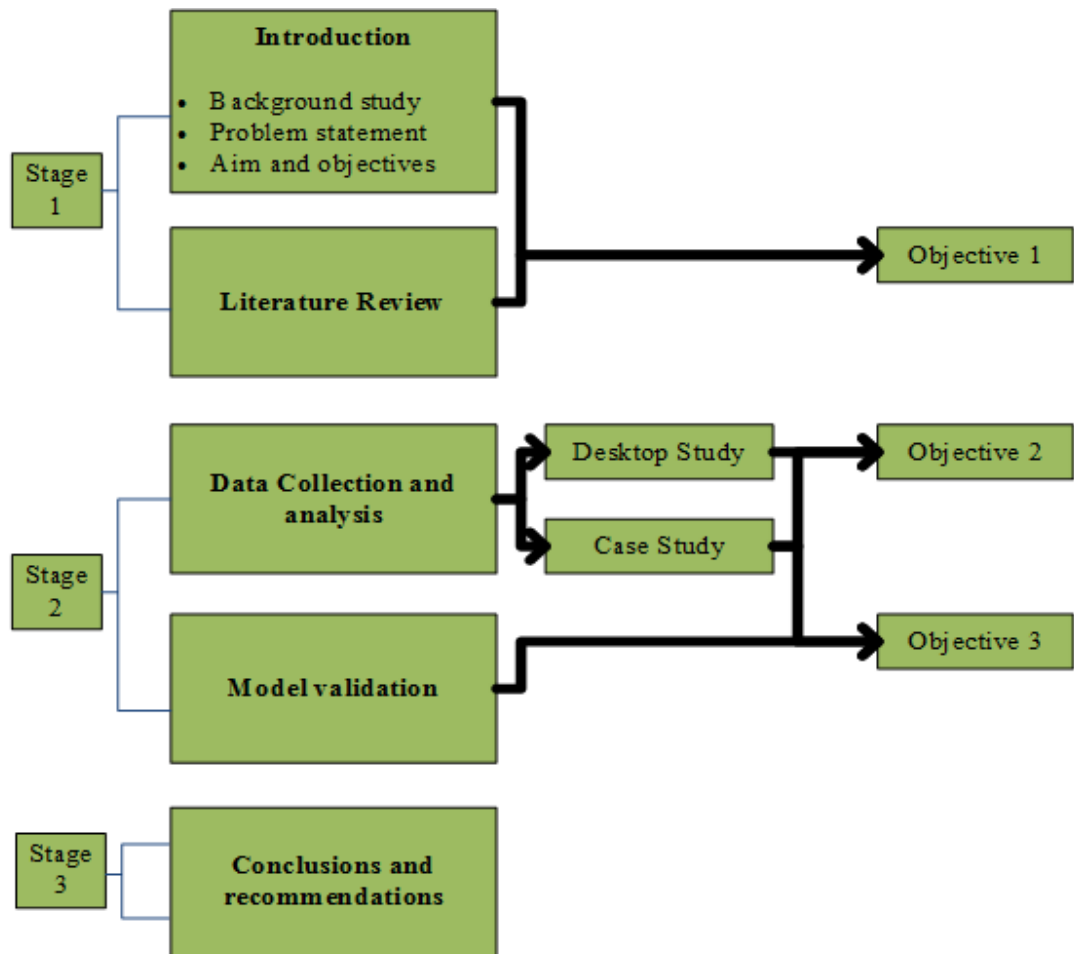 Introduction
• Background study
• Problem statement
• Aim and objectives
Stage
1
Literature Review
Objective 1
Data Collection and
analysis
Desktop Study
Case Study
Objective 2
Stage
2
Model validation
Objective 3
Stage
3
Conclusions and
recommendations